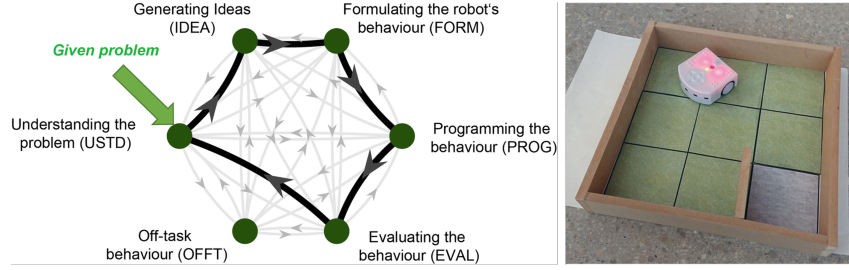 Generating Ideas
(IDEA)
Formulating the robot's
behaviour (FORM)
Given problem
Understanding the
problem (USTD)
Programming the
behaviour (PROG)
Off-task
behaviour (OFFT)
Evaluating the
behaviour (EVAL)